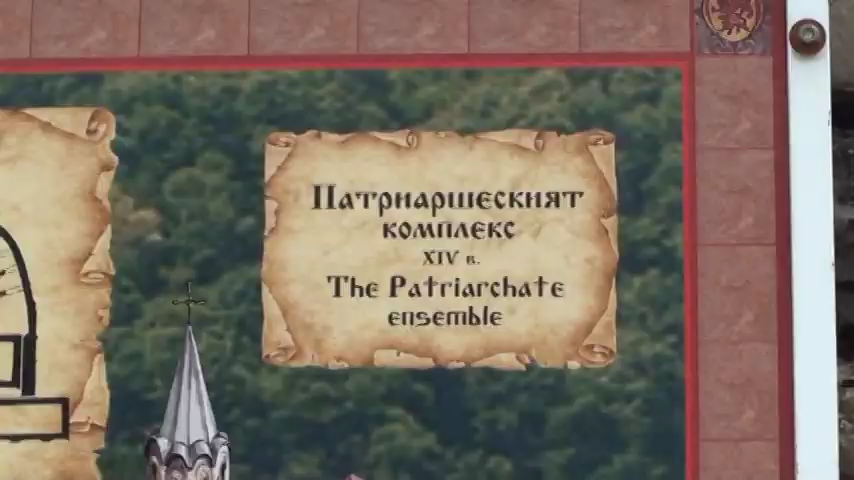 Патриаршеският
комплекс
XIV в.
The Patriarchate
ensemble